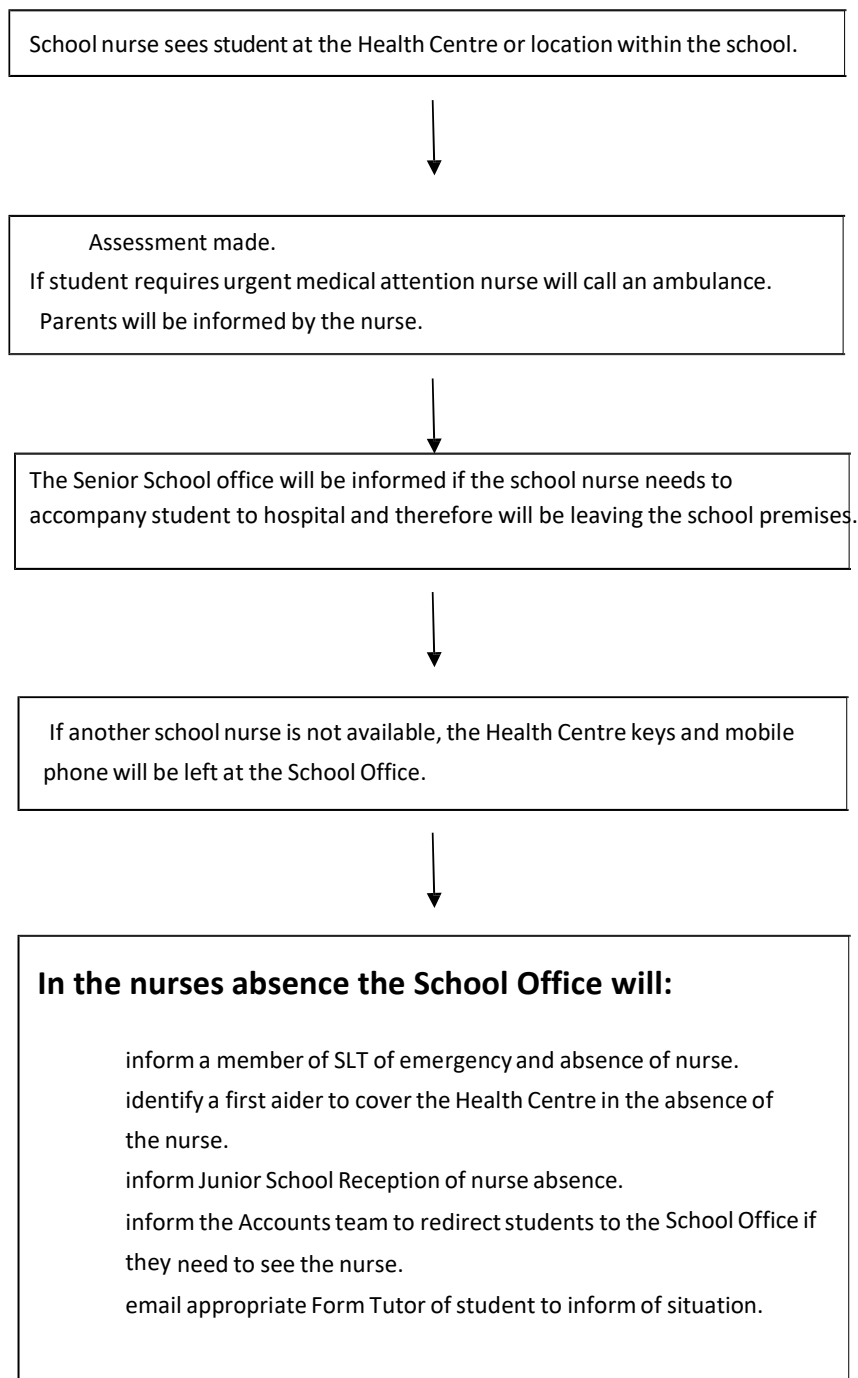 School nurse sees student at the Health Centre or location within the school.
Assessment made.
If student requires urgent medical attention nurse will call an ambulance.
Parents will be informed by the nurse.
The Senior School office will be informed if the school nurse needs to
accompany student to hospital and therefore will be leaving the school premises.
If another school nurse is not available, the Health Centre keys and mobile
phone will be left at the School Office.
In the nurses absence the School Office will:
inform a member of SLT of emergency and absence of nurse.
identify a first aider to cover the Health Centre in the absence of
the nurse.
inform Junior School Reception of nurse absence.
inform the Accounts team to redirect students to the School Office if
they need to see the nurse.
email appropriate Form Tutor of student to inform of situation.